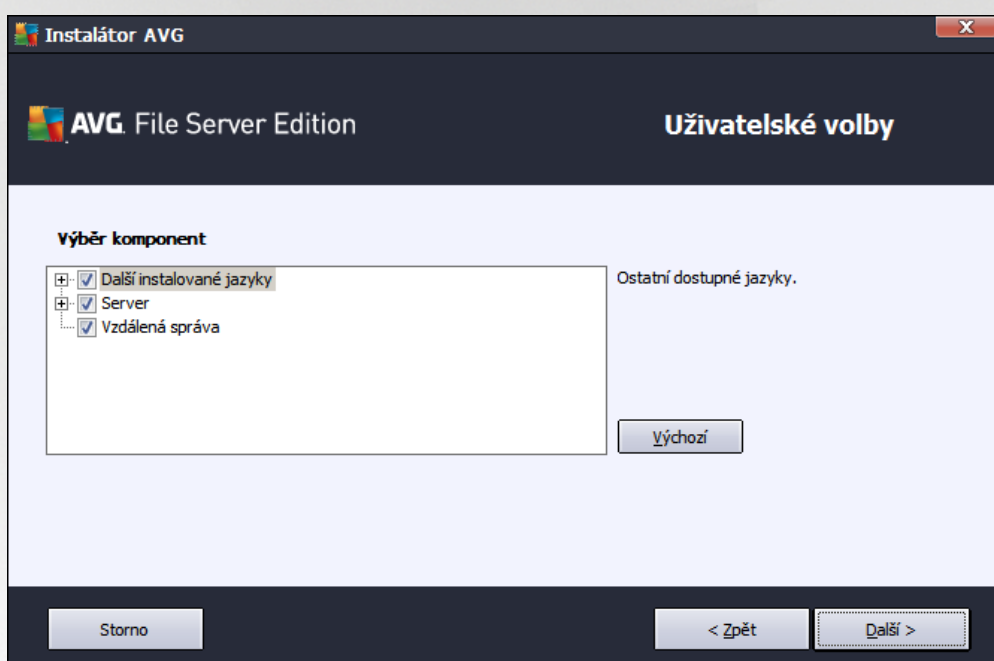 Instalátor AVG
AVG. File Server Edition
Uživatelské volby
Výběr komponent
Další instalované jazyky
Server
Vzdálená správa
Ostatní dostupné jazyky.
Výchozí
Storno
< Zpět
Další >